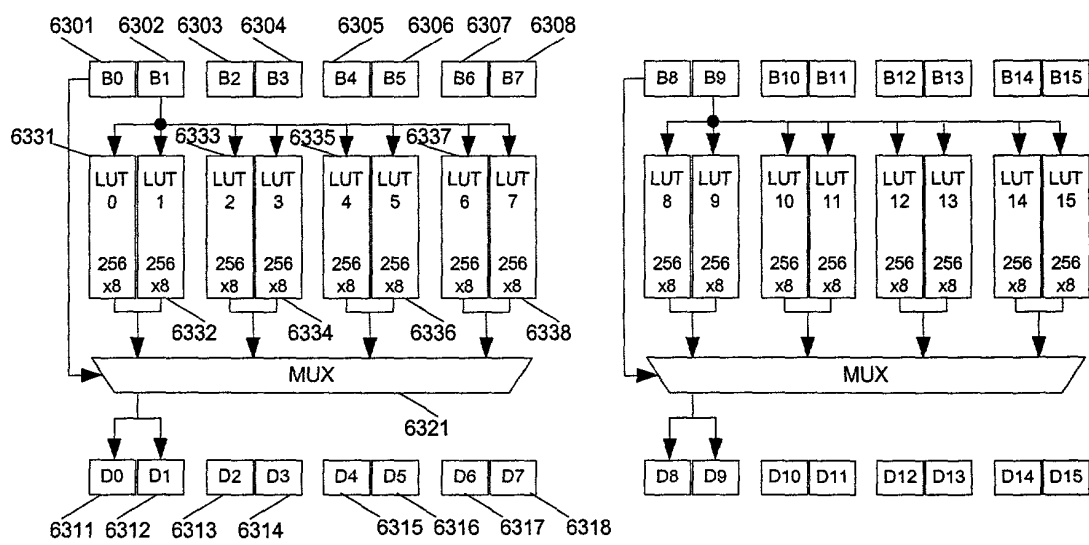 6301 6302 6303 6304 6305 6306 6307 6308
B0 B1 B2 B3 B4 B5 B6 B7 B8 B9 B10 B11 B12 B13 B14 B15
6331 6333 6335 6337
LUT LUT LUT LUT LUT LUT LUT LUT LUT LUT LUT LUT LUT LUT LUT LUT
0 1 2 3 4 5 6 7 8 9 10 11 12 13 14 15
256 256 256 256 256 256 256 256 256 256 256 256 256 256 256 256
x8 x8 x8 x8 x8 x8 x8 x8 x8 x8 x8 x8 x8 x8 x8 x8
6332 6334 6336 6338
MUX MUX
6321
D0 D1 D2 D3 D4 D5 D6 D7 D8 D9 D10 D11 D12 D13 D14 D15
6311 6312 6313 6314 6315 6316 6317 6318